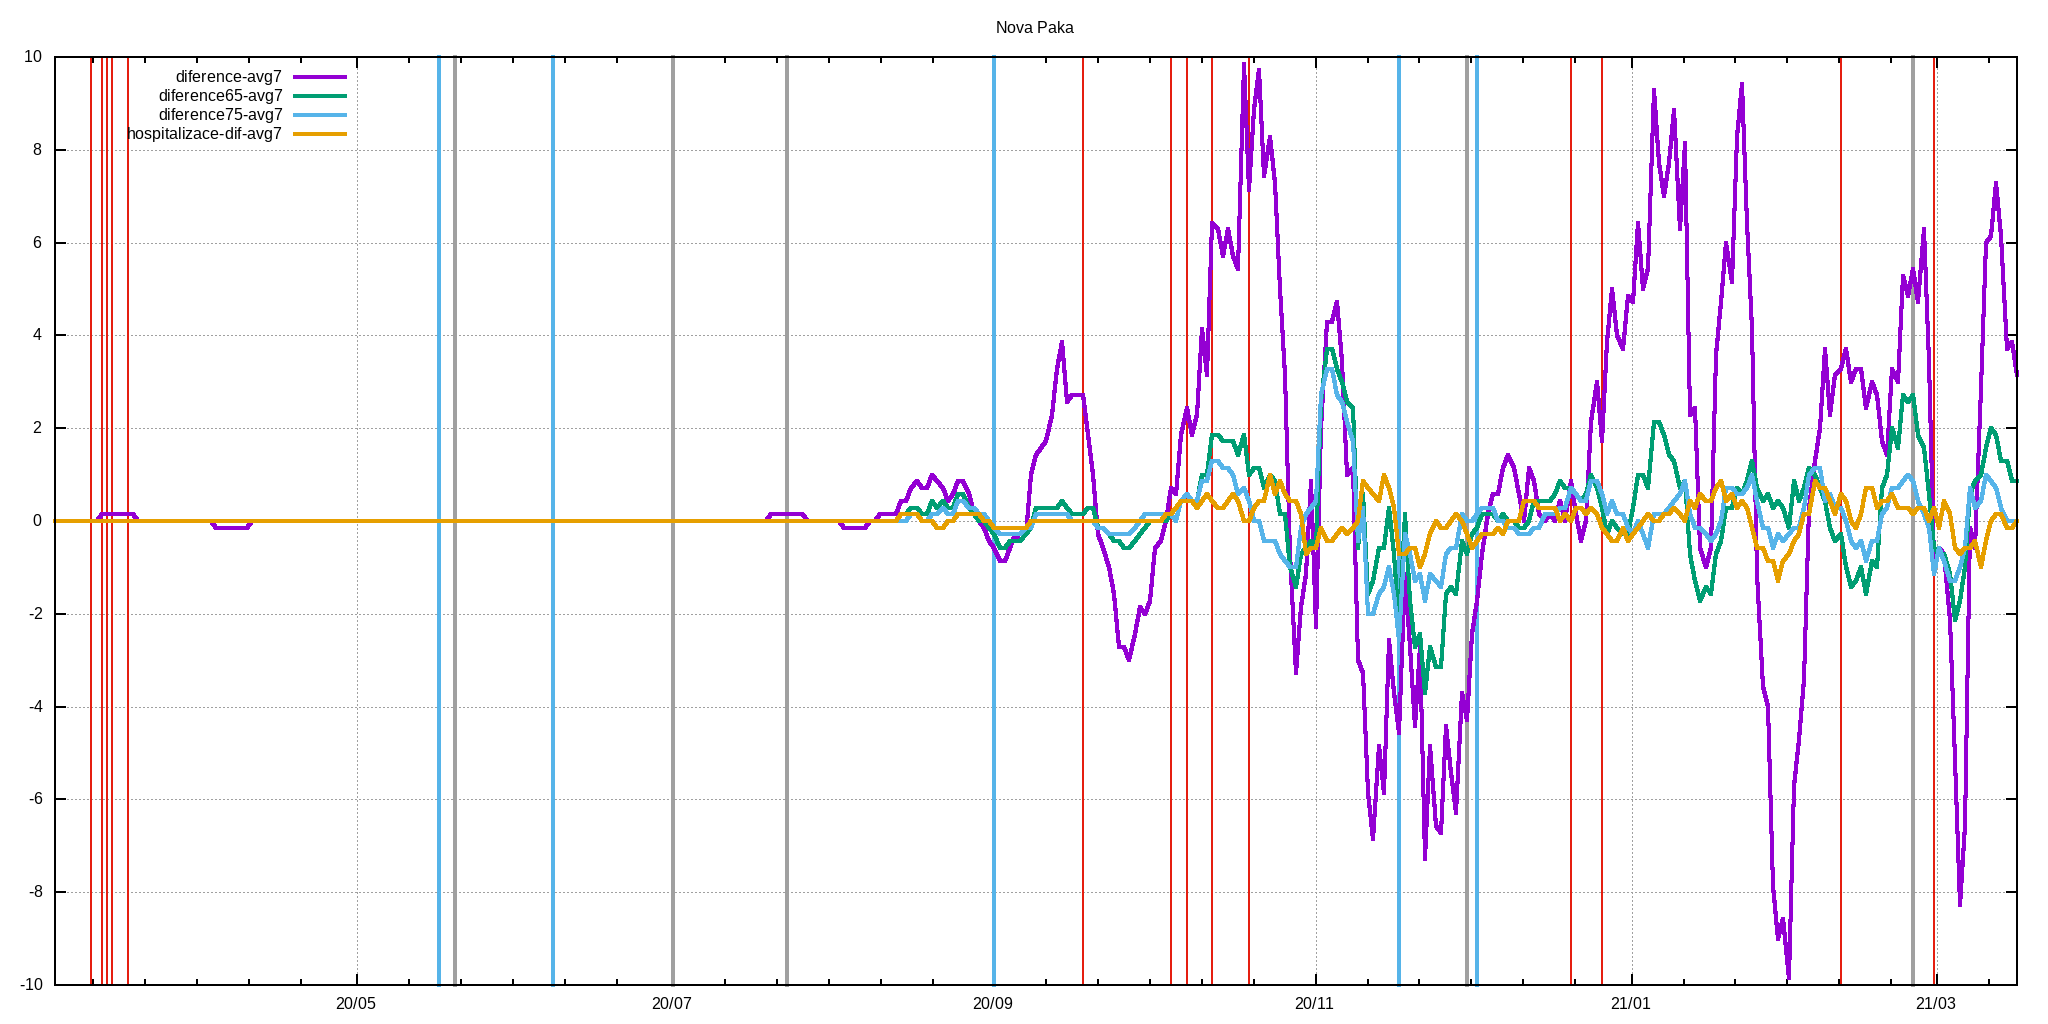 Nova Paka
10
diference-avg7
diference65-avg7
diference75-avg7
hospitalizace-dif-avg7
8
6
4
2
0
-2
-4
-6
-8
-10
20/05 20/07 20/09 20/11 21/01 21/03